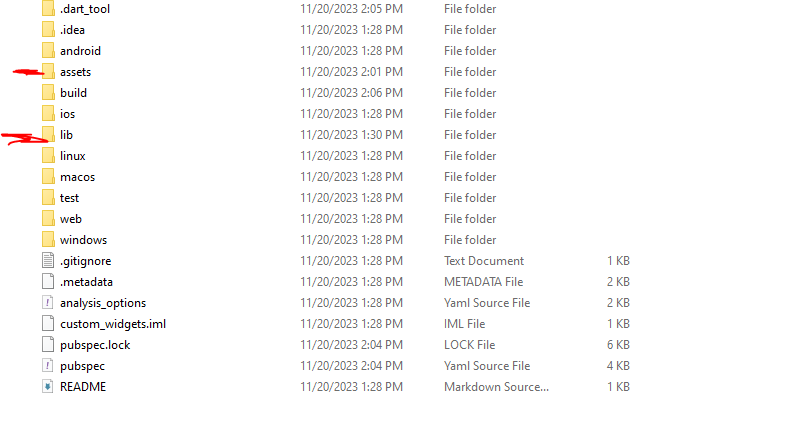 .dart_tool 11/20/2023 2:05 PM File folder
.idea 11/20/2023 1:28 PM File folder
android 11/20/2023 1:28 PM File folder
assets 11/20/2023 2:01 PM File folder
build 11/20/2023 2:06 PM File folder
ios 11/20/2023 1:28 PM File folder
lib 11/20/2023 1:30 PM File folder
linux 11/20/2023 1:28 PM File folder
macos 11/20/2023 1:28 PM File folder
test 11/20/2023 1:28 PM File folder
web 11/20/2023 1:28 PM File folder
windows 11/20/2023 1:28 PM File folder
.gitignore 11/20/2023 1:28 PM Text Document 1 KB
.metadata 11/20/2023 1:28 PM METADATA File 2 KB
analysis_options 11/20/2023 1:28 PM Yaml Source File 2 KB
custom_widgets.iml 11/20/2023 1:28 PM IML File 1 KB
pubspec.lock 11/20/2023 2:04 PM LOCK File 6 KB
pubspec 11/20/2023 2:04 PM Yaml Source File 4 KB
README 11/20/2023 1:28 PM Markdown Source... 1 KB